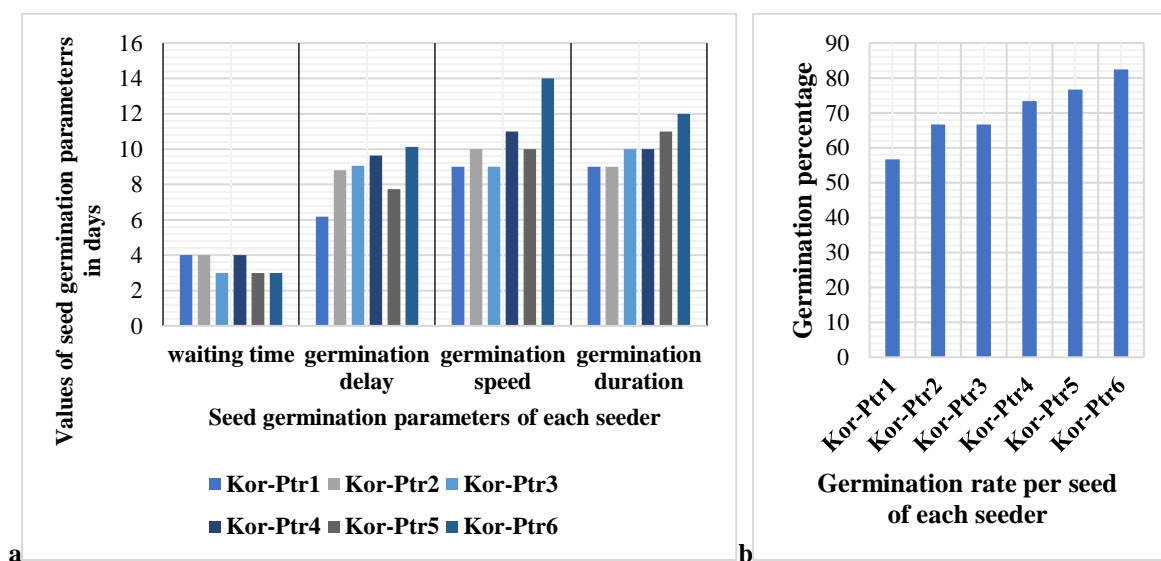 Values of seed germination parameterrs
in days
16
14
12
10
8
6
4
2
0
waiting time germination germination germination
delay speed duration
Seed germination parameters of each seeder
Kor-Ptr1 Kor-Ptr2 Kor-Ptr3
Kor-Ptr4 Kor-Ptr5 Kor-Ptr6
a
Germination percentage
90
80
70
60
50
40
30
20
10
0
Kor-Ptr1
Kor-Ptr2
Kor-Ptr3
Kor-Ptr4
Kor-Ptr5
Kor-Ptr6
Germination rate per seed
of each seeder
b